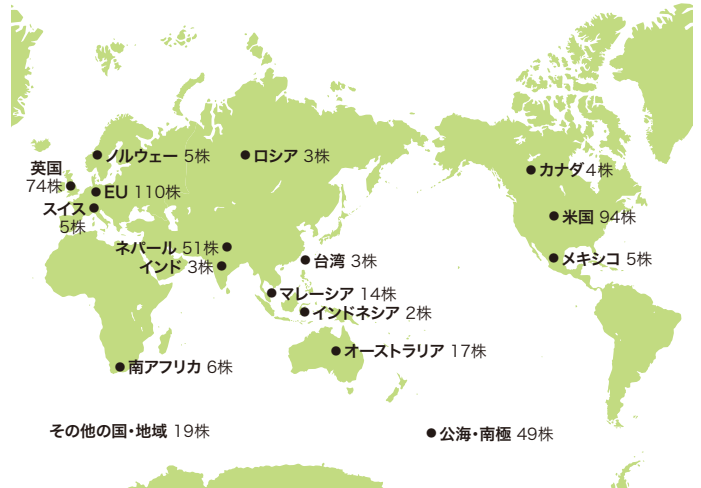 ノルウェー 5株
ロシア 3株
英国
74株
カナダ4株
EU 110株
スイス
5株
米国 94株
ネパール 51株
インド 3株
台湾 3株
メキシコ 5株
マレーシア 14株
インドネシア 2株
オーストラリア 17株
南アフリカ 6株
その他の国・地域 19株
公海・南極 49株